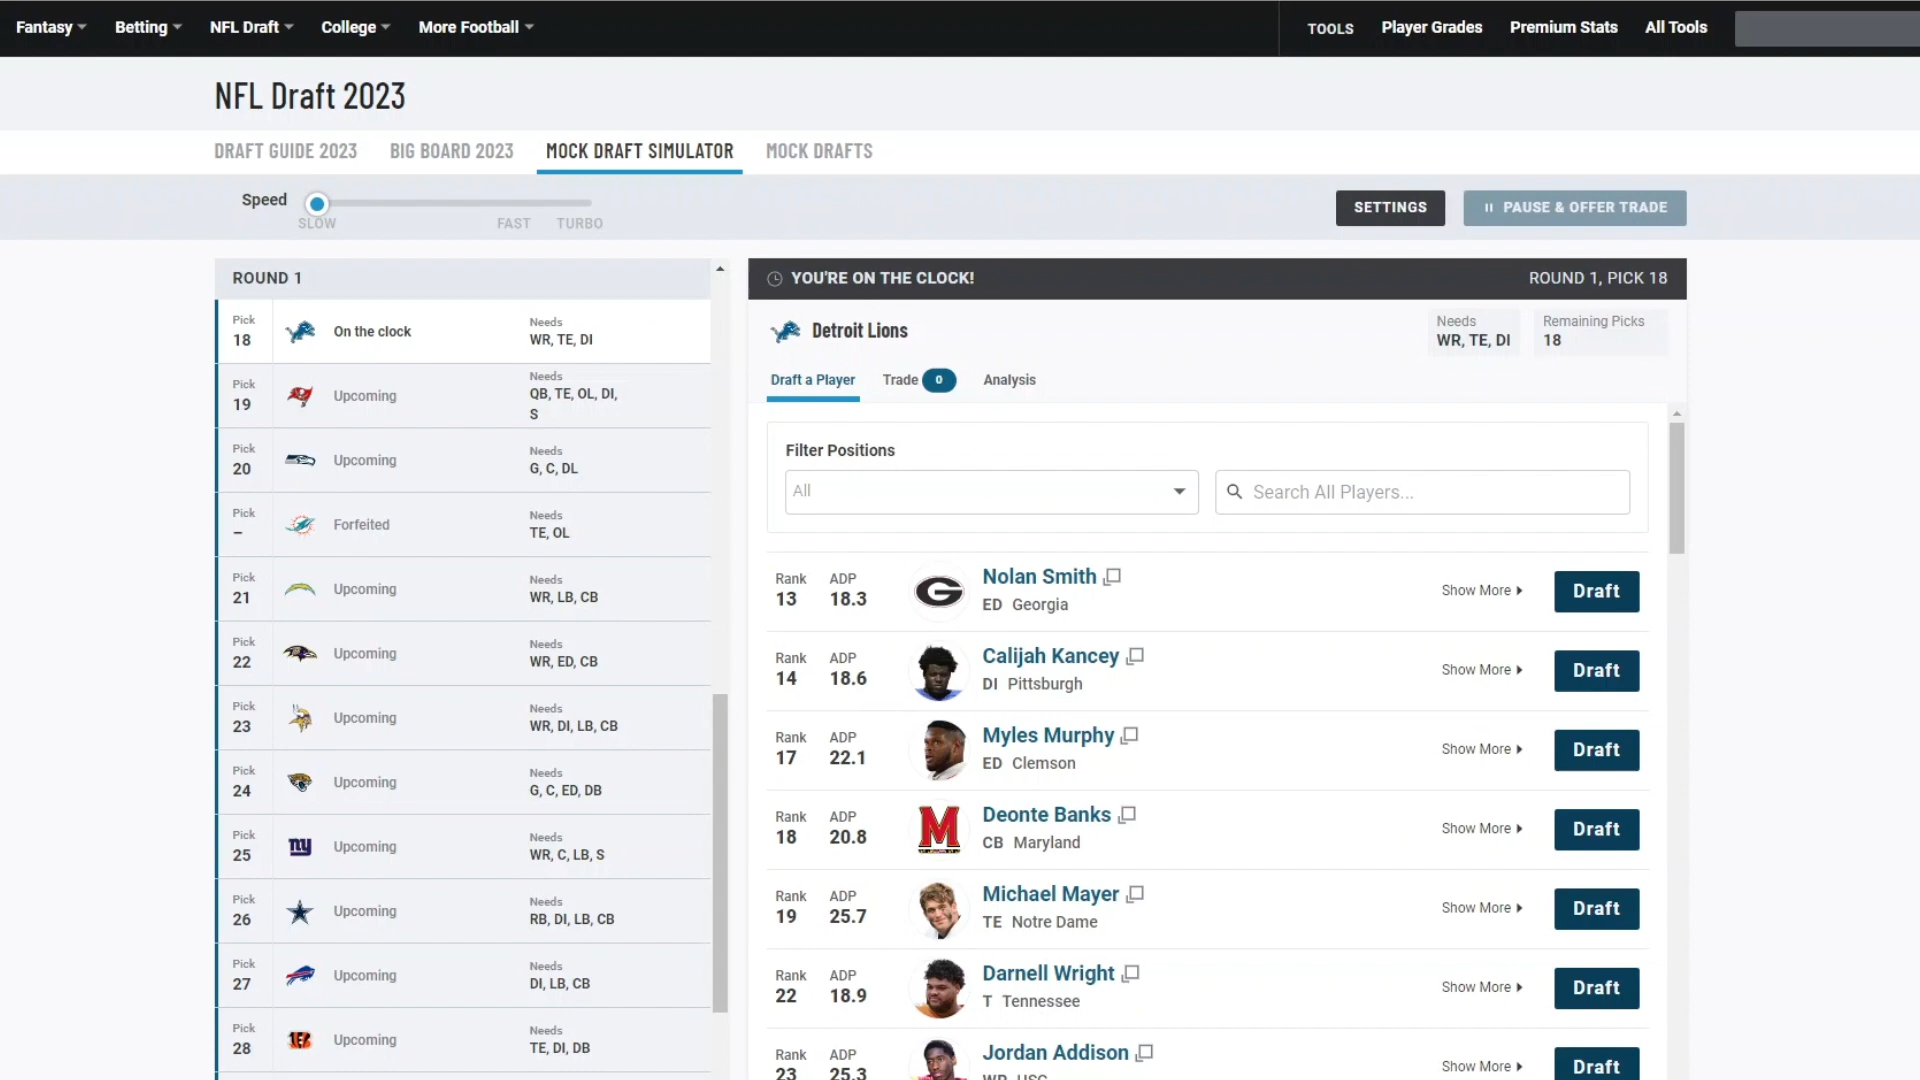 Fantasy Betting NFL Draft College More Football TOOLS Player Grades Premium Stats All Tools
NFL Draft 2023
DRAFT GUIDE 2023 BIG BOARD 2023 MOCK DRAFT SIMULATOR MOCK DRAFTS
Speed
SLOW FAST TURBO
SETTINGS
PAUSE & OFFER TRADE
ROUND 1
Pick
18
On the clock
Needs
WR, TE, DI
Pick
19
Upcoming
Needs
QB, TE, OL, DI,
S
Pick
20
Upcoming
Needs
G, C, DL
Pick
–
Forfeited
Needs
TE, OL
Pick
21
Upcoming
Needs
WR, LB, CB
Pick
22
Upcoming
Needs
WR, ED, CB
Pick
23
Upcoming
Needs
WR, DI, LB, CB
Pick
24
Upcoming
Needs
G, C, ED, DB
Pick
25
ny
Upcoming
Needs
WR, C, LB, S
Pick
26
Upcoming
Needs
RB, DI, LB, CB
Pick
27
Upcoming
Needs
DI, LB, CB
Pick
28
Upcoming
Needs
TE, DI, DB
YOU'RE ON THE CLOCK! ROUND 1, PICK 18
Detroit Lions
Needs
WR, TE, DI
Remaining Picks
18
Draft a Player Trade 0 Analysis
Filter Positions
All
Search All Players...
Rank ADP
13 18.3
G
Nolan Smith
ED Georgia
Show More
Draft
Rank ADP
14 18.6
Calijah Kancey
DI Pittsburgh
Show More
Draft
Rank ADP
17 22.1
Myles Murphy
ED Clemson
Show More
Draft
Rank ADP
18 20.8
M
Deonte Banks
CB Maryland
Show More
Draft
Rank ADP
19 25.7
Michael Mayer
TE Notre Dame
Show More
Draft
Rank ADP
22 18.9
Darnell Wright
T Tennessee
Show More
Draft
Rank ADP
23 25.3
Jordan Addison
WR USC
Show More
Draft